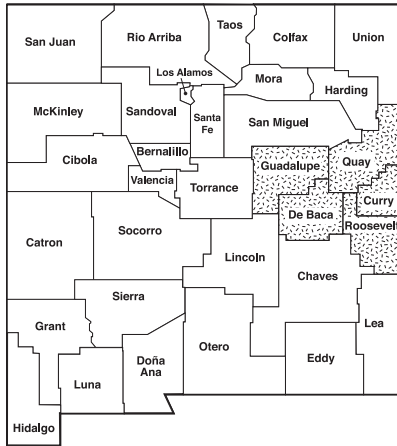 San Juan
Rio Arriba
Taos
Colfax
Union
Los Alamos
Mora
Harding
McKinley
Sandoval
Santa
Fe
San Miguel
Cibola
Bernalillo
Guadalupe
Quay
Valencia
Torrance
Curry
De Baca
Roosevelt
Catron
Socorro
Lincoln
Chaves
Sierra
Lea
Grant
Otero
Eddy
Doña
Ana
Luna
Hidalgo